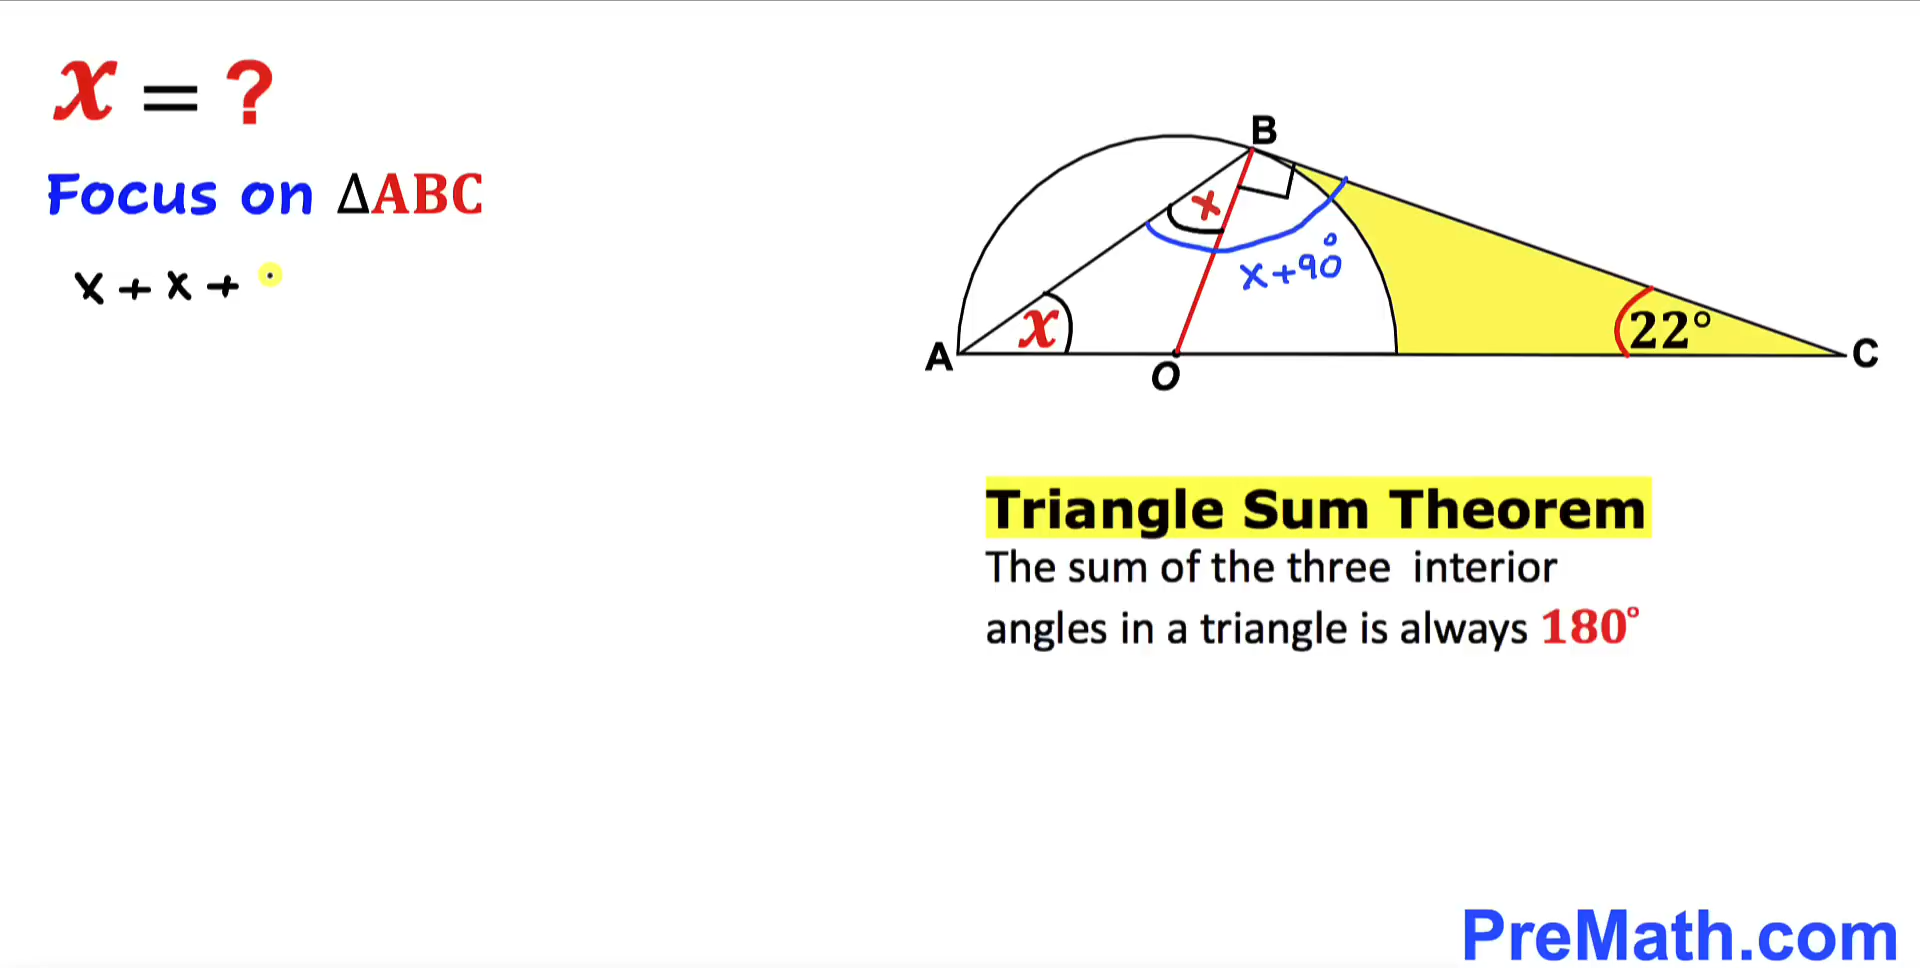 x = ?
Focus on ΔABC
x + x +
B
x
x+90°
x
22°
A
O
C
Triangle Sum Theorem
The sum of the three interior
angles in a triangle is always 180°
PreMath.com